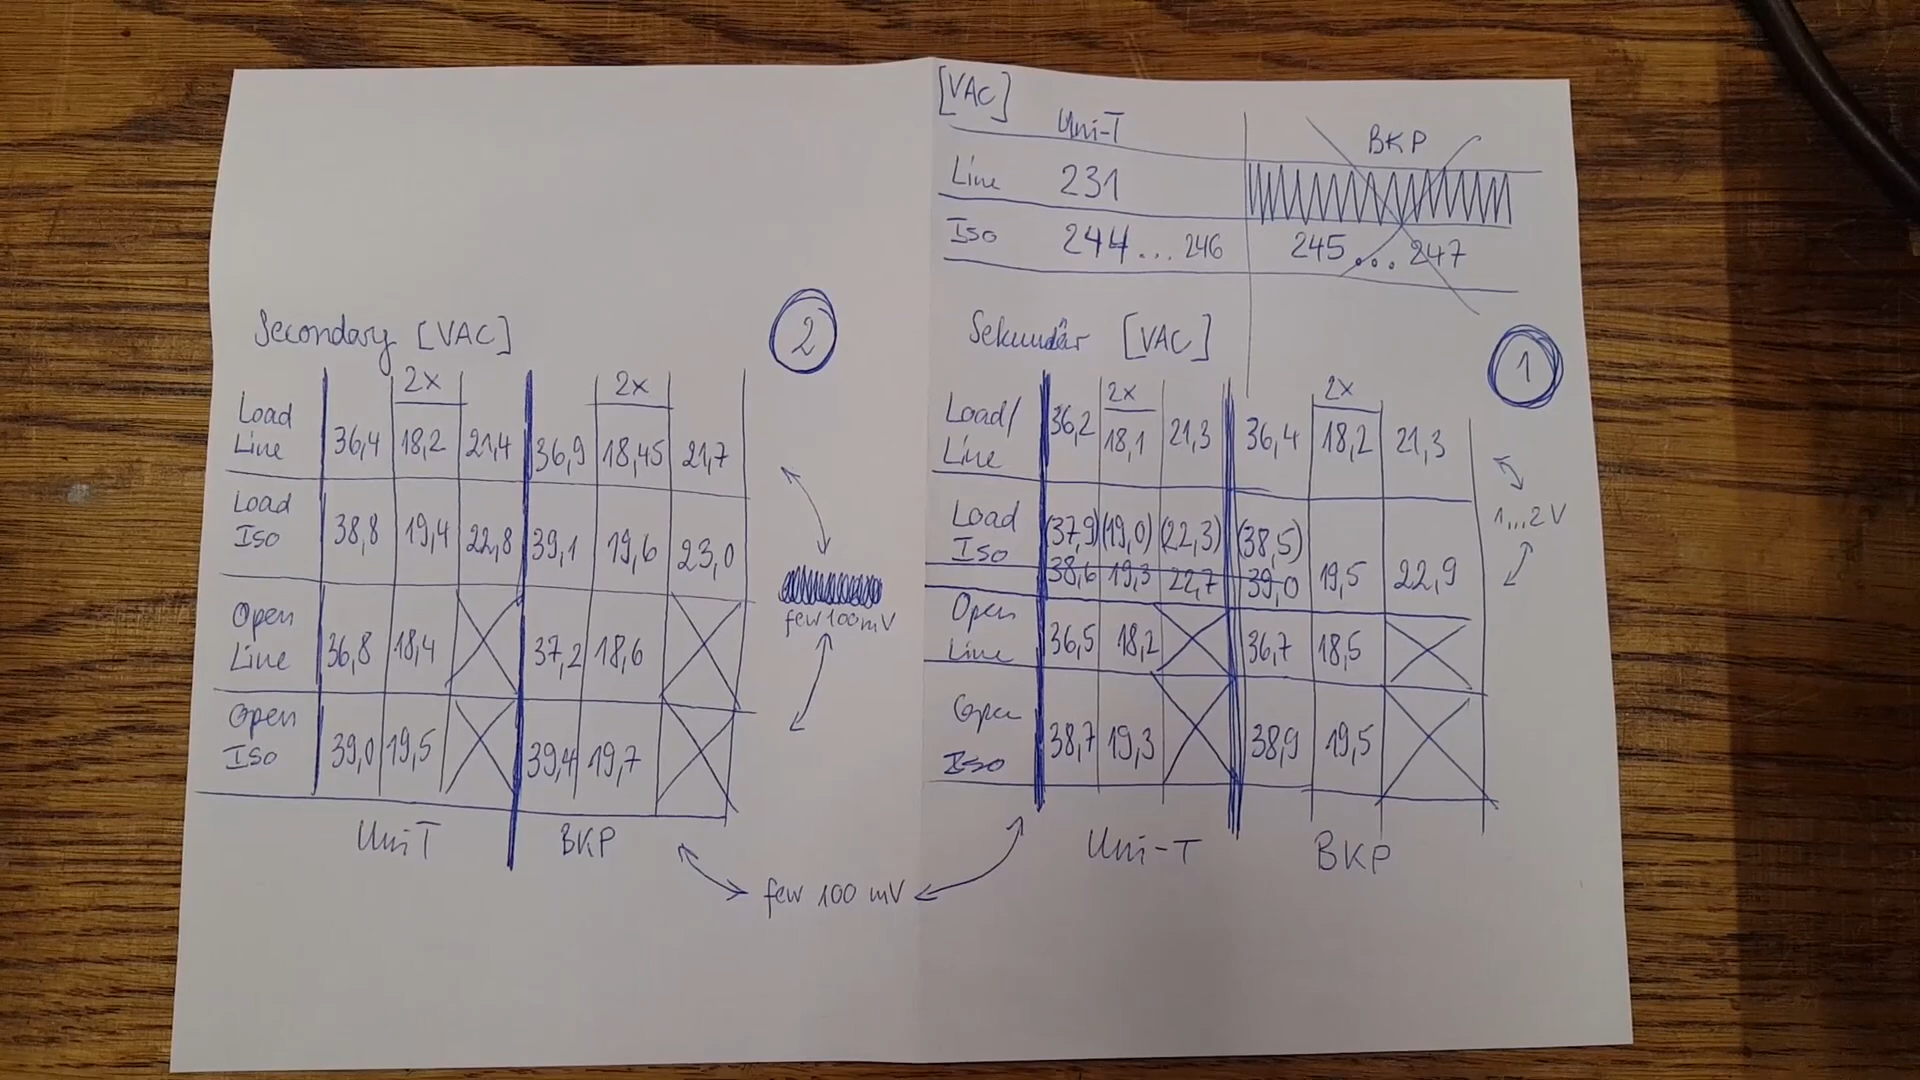 [VAC]
Uni-T BKP
Line 231
Iso 244...246 245...247
Secondary [VAC] 2
2x 2x
Load
Line 36,4 18,2 21,4 36,9 18,45 21,7
Load
Iso 38,8 19,4 22,8 39,1 19,6 23,0
Open
Line 36,8 18,4 37,2 18,6
Open
Iso 39,0 19,5 39,4 19,7
Uni T BKP
few 100 mV
few 100 mV
Sekundär [VAC] 1
2x 2x
Load/
Line 36,2 18,1 21,3 36,4 18,2 21,3
Load (37,9) (19,0) (22,3) (38,5)
Iso 38,6 19,3 22,7 39,0 19,5 22,9
Open
Line 36,5 18,2 36,7 18,5
Open
Iso 38,7 19,3 38,9 19,5
Uni-T BKP
1...2V